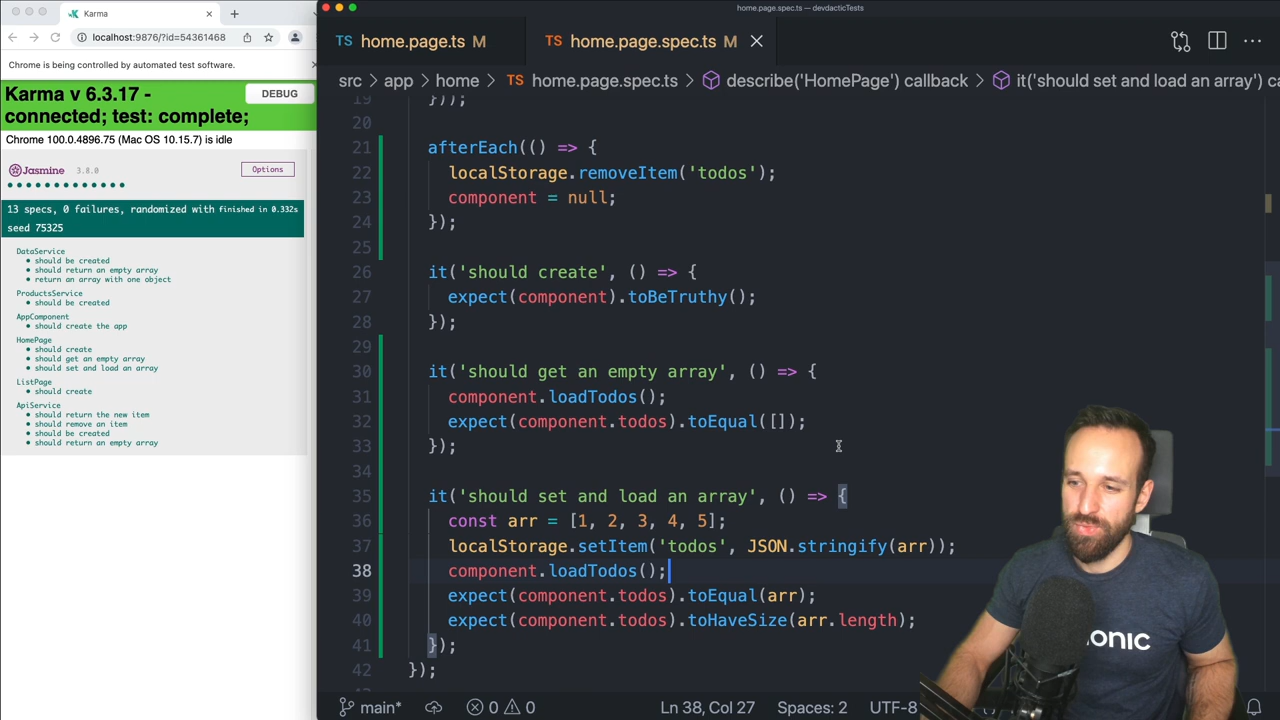 Karma
localhost:9876/?id=54361468
Chrome is being controlled by automated test software.
Karma v 6.3.17 -
connected; test: complete;
DEBUG
Chrome 100.0.4896.75 (Mac OS 10.15.7) is idle
Jasmine 3.8.0
Options
13 specs, 0 failures, randomized with
seed 75325
finished in 0.332s
DataService
should be created
should return an empty array
return an array with one object
ProductsService
should be created
AppComponent
should create the app
HomePage
should create
should get an empty array
should set and load an array
ListPage
should create
ApiService
should return the new item
should remove an item
should be created
should return an empty array
home.page.spec.ts — devdacticTests
TS home.page.ts M
TS home.page.spec.ts M
src > app > home > TS home.page.spec.ts > describe('HomePage') callback > it('should set and load an array') ca
19 }));
20
21 afterEach(() => {
22 localStorage.removeItem('todos');
23 component = null;
24 });
25
26 it('should create', () => {
27 expect(component).toBeTruthy();
28 });
29
30 it('should get an empty array', () => {
31 component.loadTodos();
32 expect(component.todos).toEqual([]);
33 });
34
35 it('should set and load an array', () => {
36 const arr = [1, 2, 3, 4, 5];
37 localStorage.setItem('todos', JSON.stringify(arr));
38 component.loadTodos();
39 expect(component.todos).toEqual(arr);
40 expect(component.todos).toHaveSize(arr.length);
41 });
42 });
onic
main* 0 0 Ln 38, Col 27 Spaces: 2 UTF-8